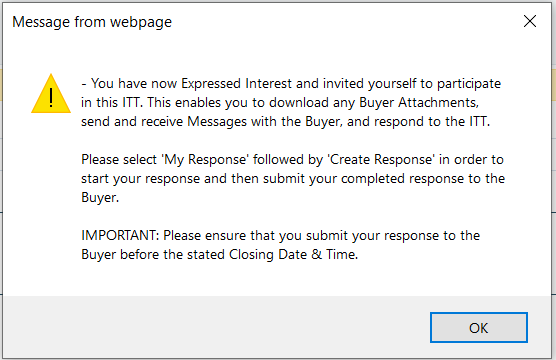 Message from webpage
- You have now Expressed Interest and invited yourself to participate
in this ITT. This enables you to download any Buyer Attachments,
send and receive Messages with the Buyer, and respond to the ITT.
Please select 'My Response' followed by 'Create Response' in order to
start your response and then submit your completed response to the
Buyer.
IMPORTANT: Please ensure that you submit your response to the
Buyer before the stated Closing Date & Time.
OK